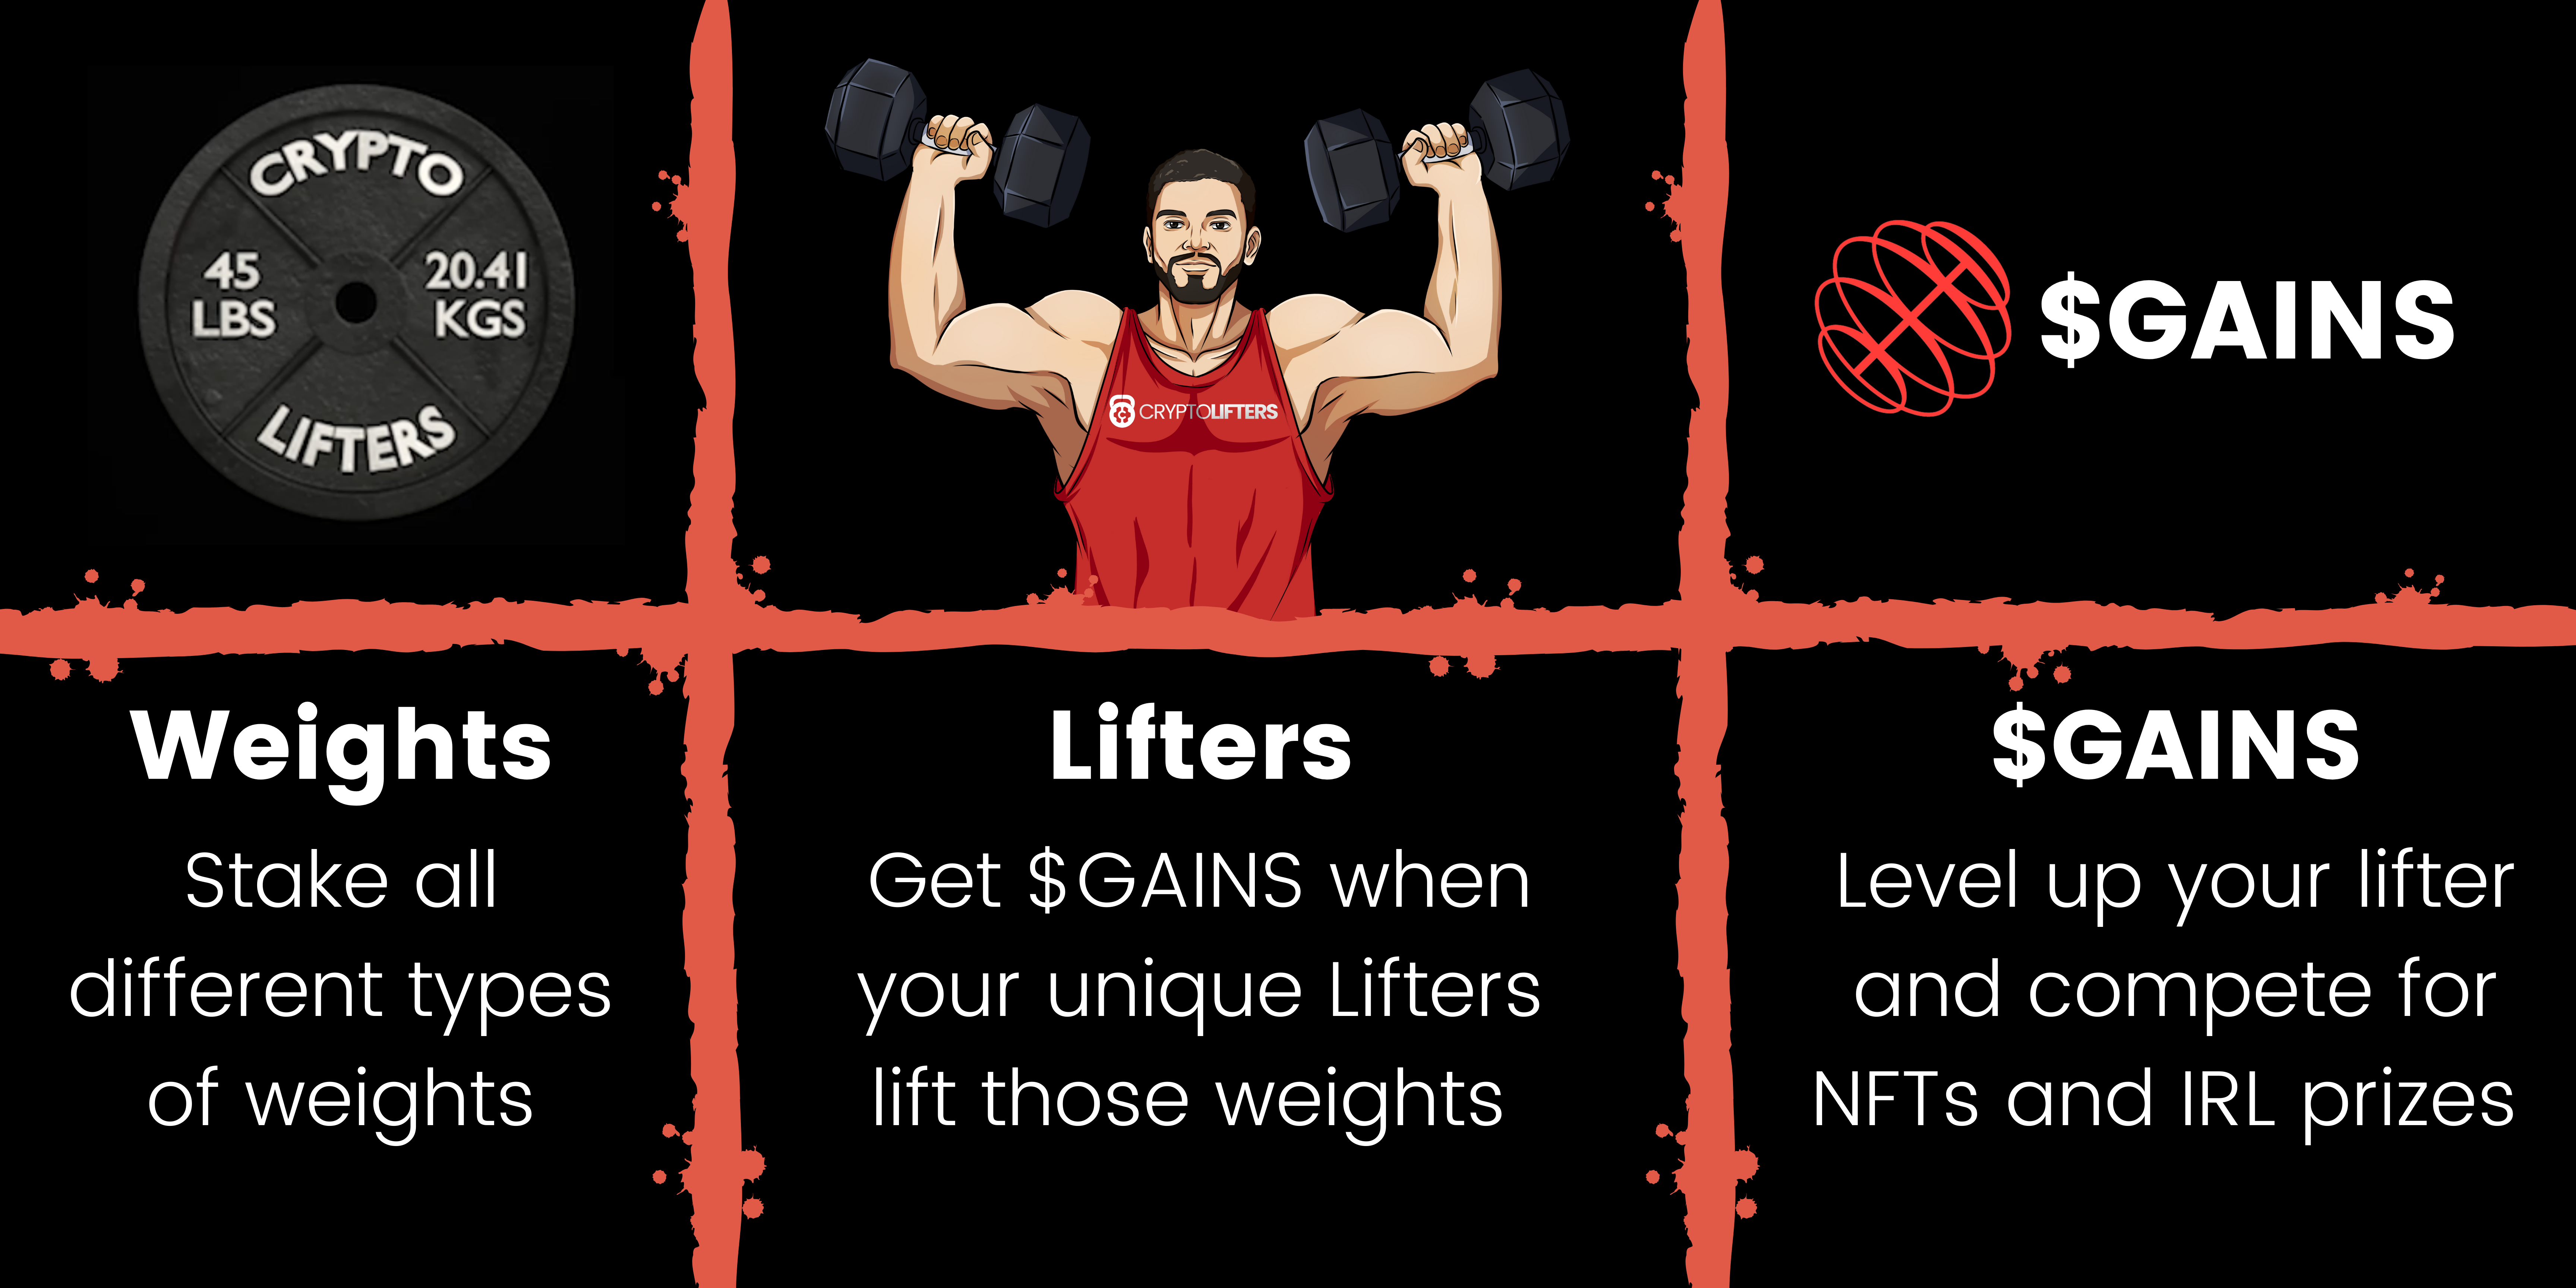 CRYPTO
45
LBS
20.41
KGS
LIFTERS
CRYPTOLIFTERS
$GAINS
Weights
Stake all
different types
of weights
Lifters
Get $GAINS when
your unique Lifters
lift those weights
$GAINS
Level up your lifter
and compete for
NFTs and IRL prizes